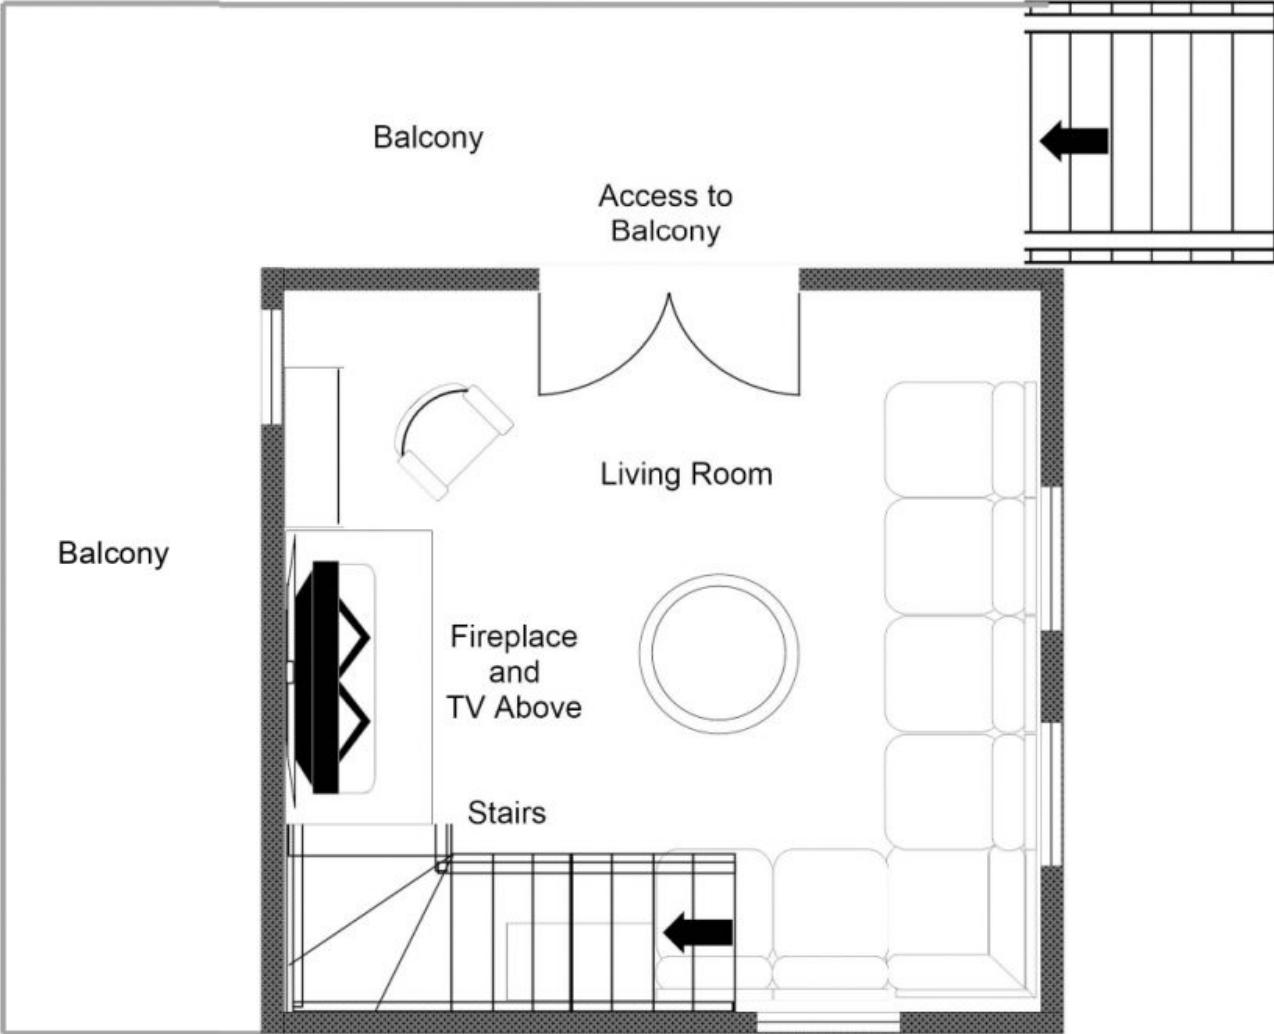 Balcony
Access to
Balcony
Living Room
Balcony
Fireplace
and
TV Above
Stairs